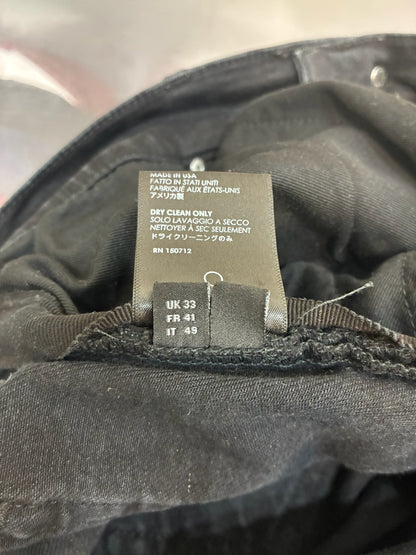 MADE IN USA
FATTO IN STATI UNITI
FABRIQUÉ AUX ÉTATS-UNIS
アメリカ製
DRY CLEAN ONLY
SOLO LAVAGGIO A SECCO
NETTOYER À SEC SEULEMENT
ドライクリーニングのみ
RN 150712
UK 33
FR 41
IT 49